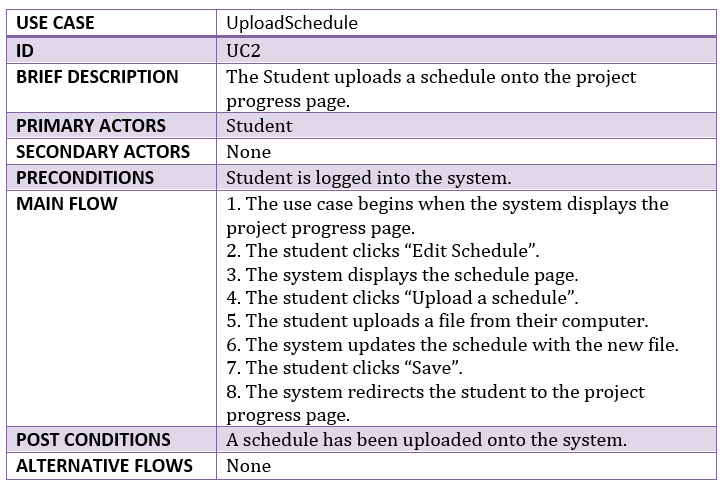 USE CASE UploadSchedule
ID UC2
BRIEF DESCRIPTION The Student uploads a schedule onto the project
progress page.
PRIMARY ACTORS Student
SECONDARY ACTORS None
PRECONDITIONS Student is logged into the system.
MAIN FLOW 1. The use case begins when the system displays the
project progress page.
2. The student clicks “Edit Schedule”.
3. The system displays the schedule page.
4. The student clicks “Upload a schedule”.
5. The student uploads a file from their computer.
6. The system updates the schedule with the new file.
7. The student clicks “Save”.
8. The system redirects the student to the project
progress page.
POST CONDITIONS A schedule has been uploaded onto the system.
ALTERNATIVE FLOWS None